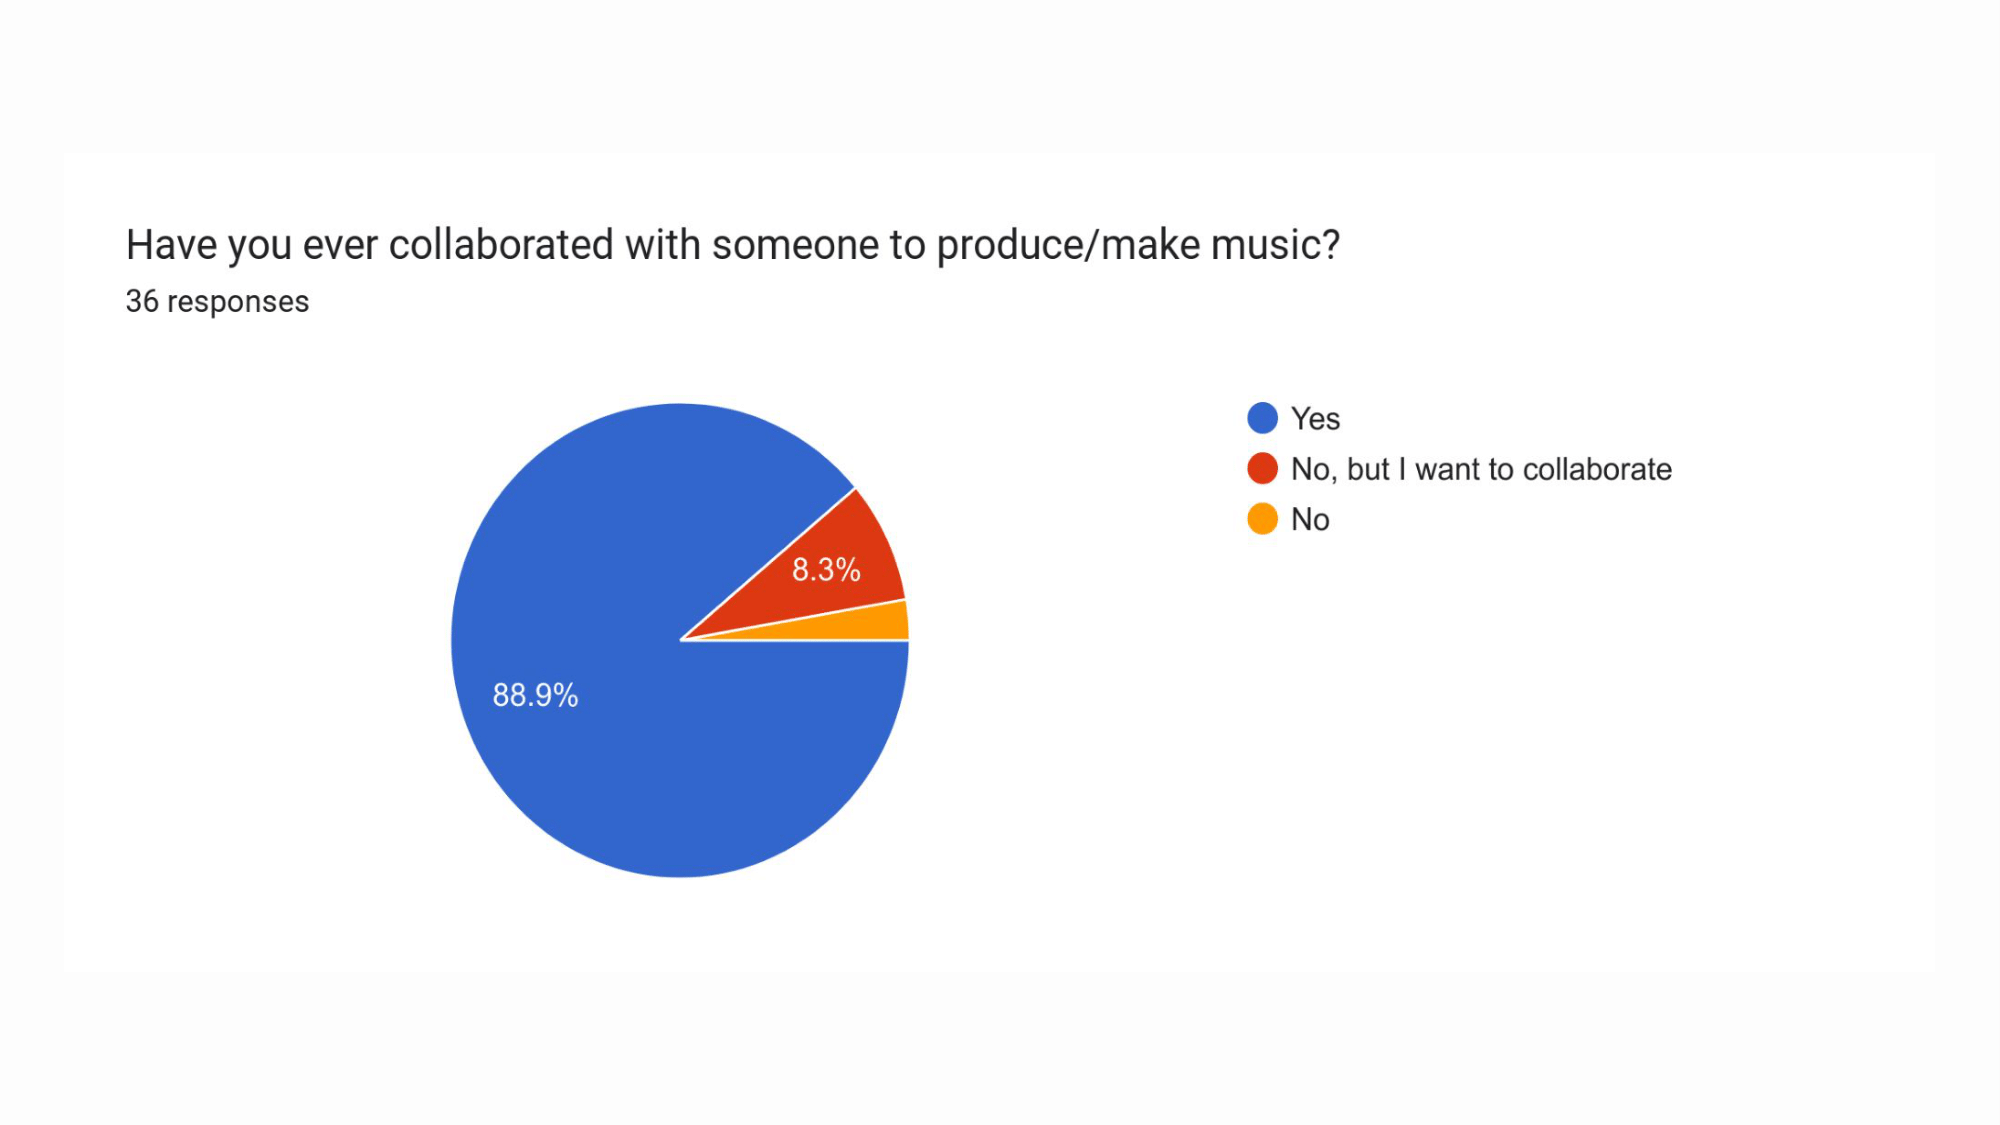 Have you ever collaborated with someone to produce/make music?
36 responses
Yes
No, but I want to collaborate
No
8.3%
88.9%